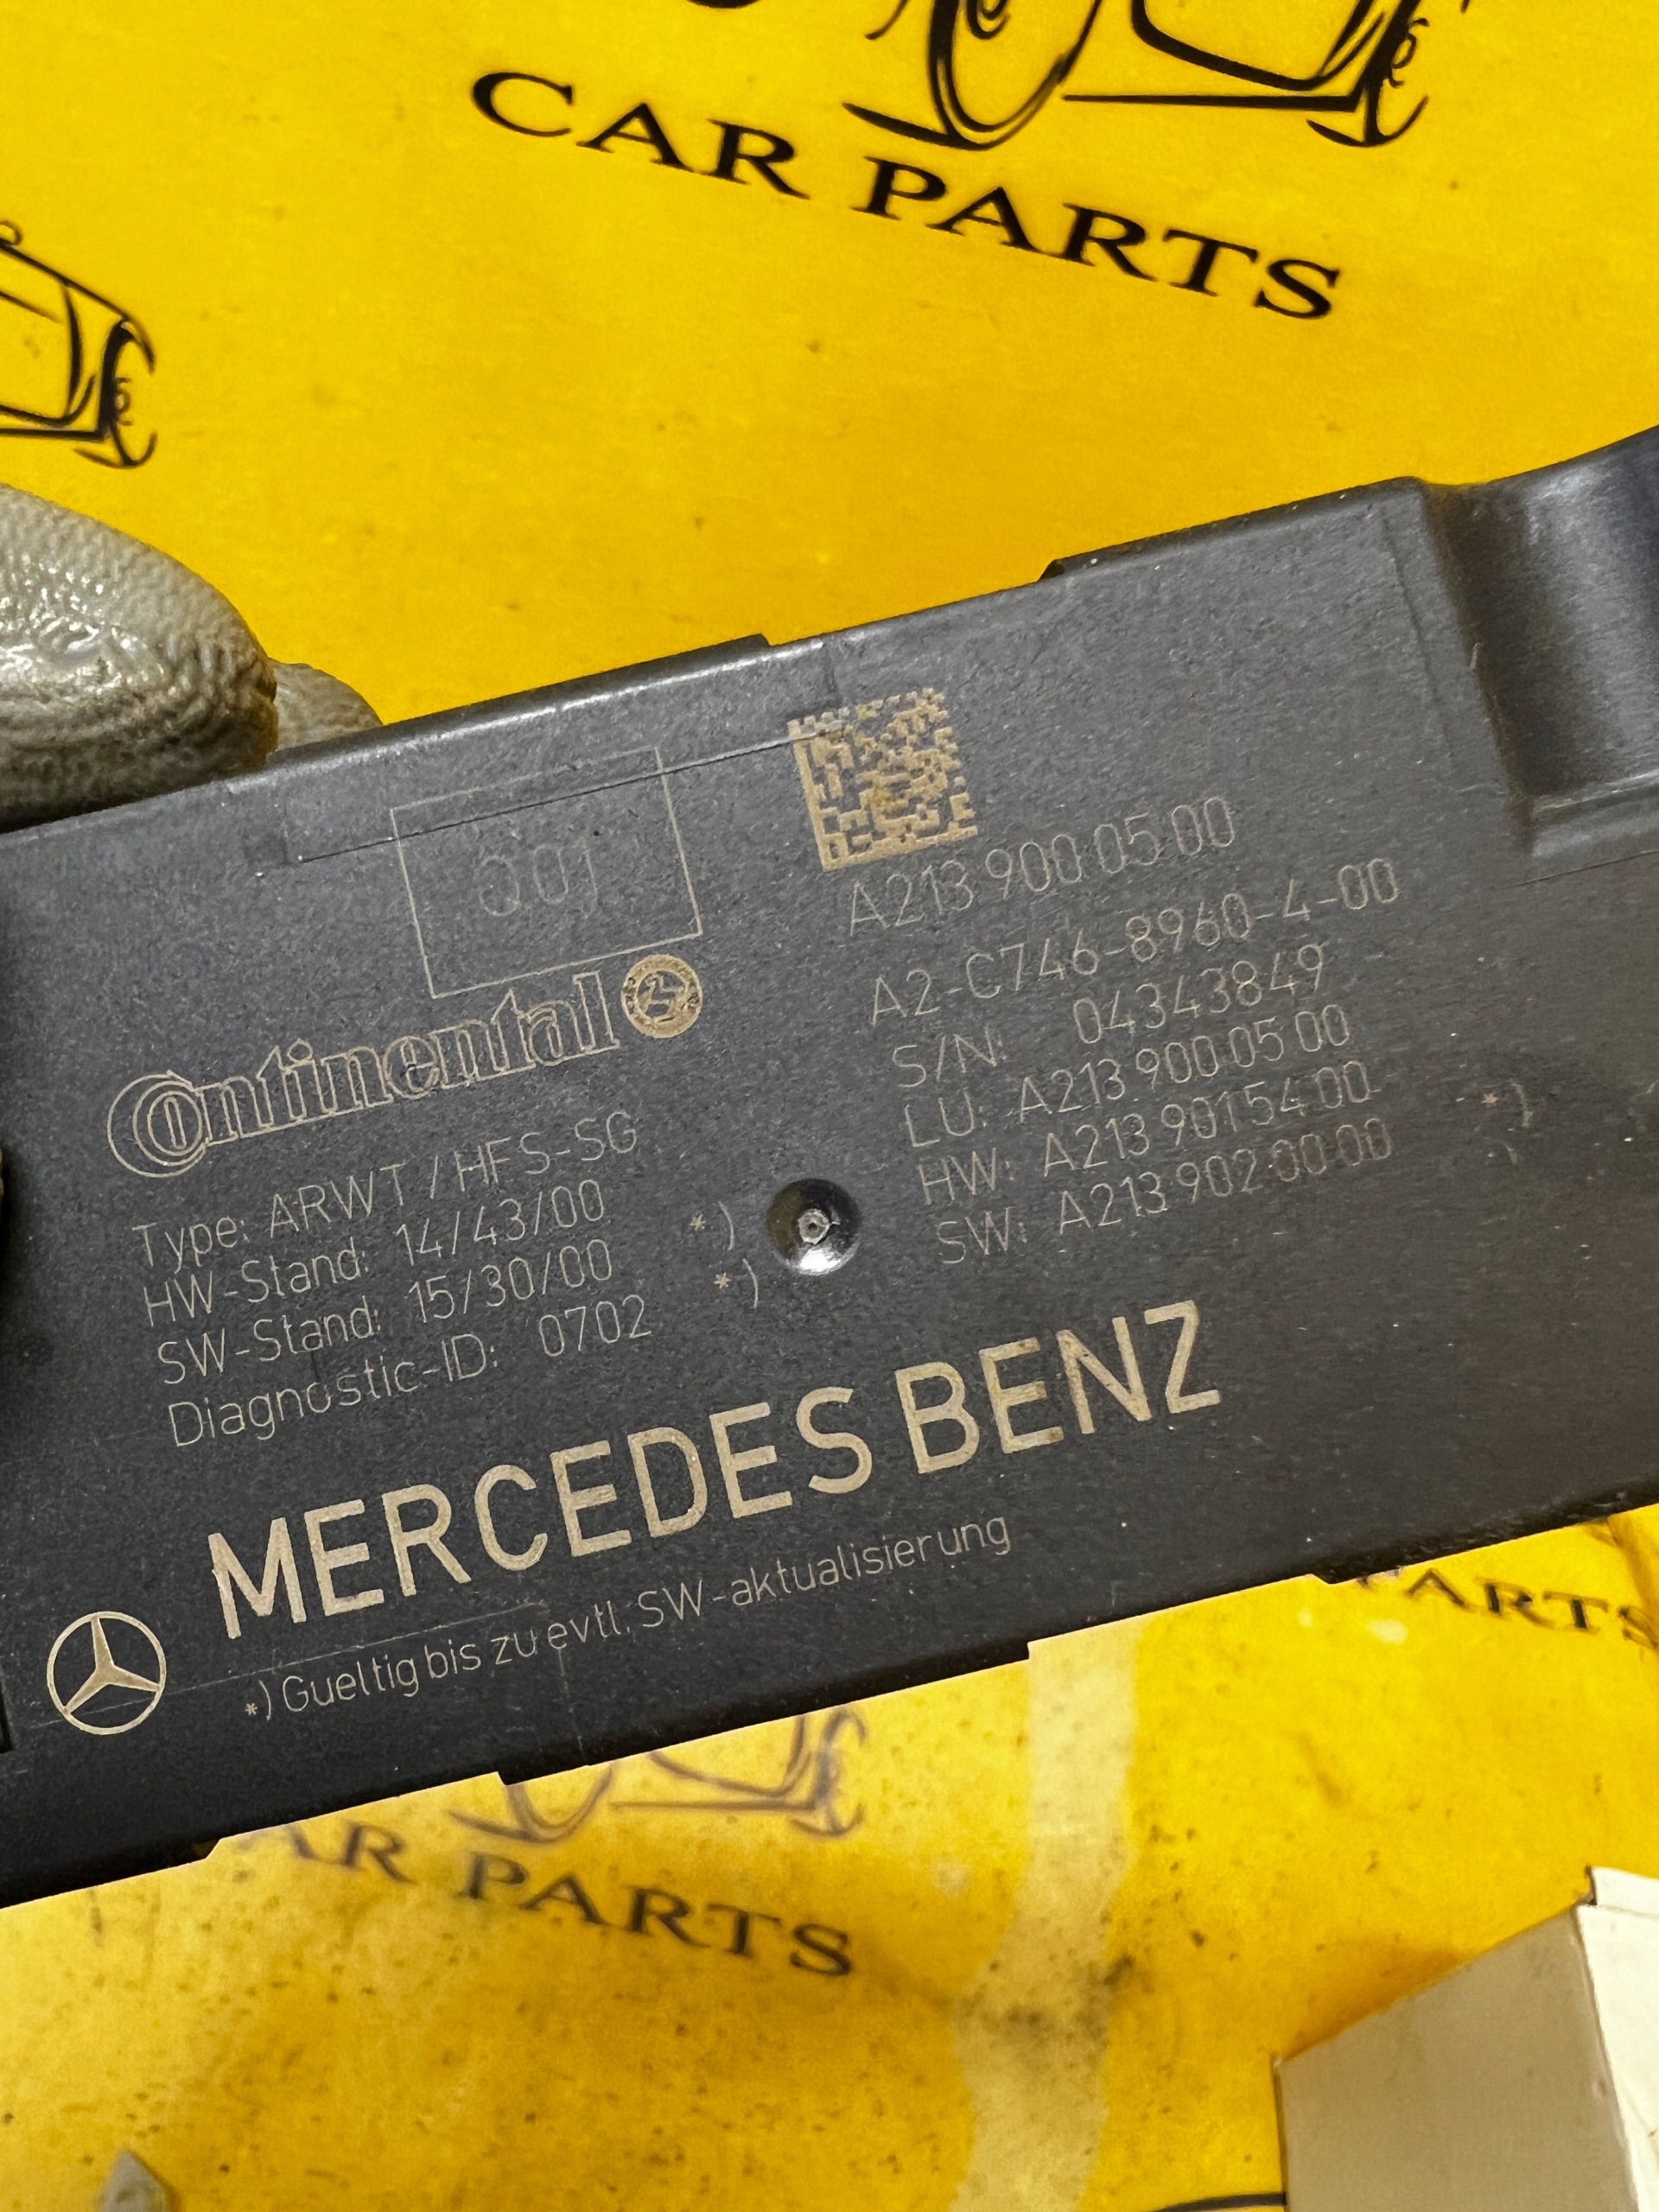 CAR PARTS
Q01
A213 900 05 00
A2-C746-8960-4-00
S/N: 04343849
LU: A213 900 05 00
HW: A213 901 54 00 *)
SW: A213 902 00 00 *)
Continental
Type: ARWT / HFS-SG
HW-Stand: 14/43/00 *)
SW-Stand: 15/30/00 *)
Diagnostic-ID: 0702
MERCEDES BENZ
*) Gueltig bis zu evtl. SW-aktualisierung
PARTS
AR PARTS